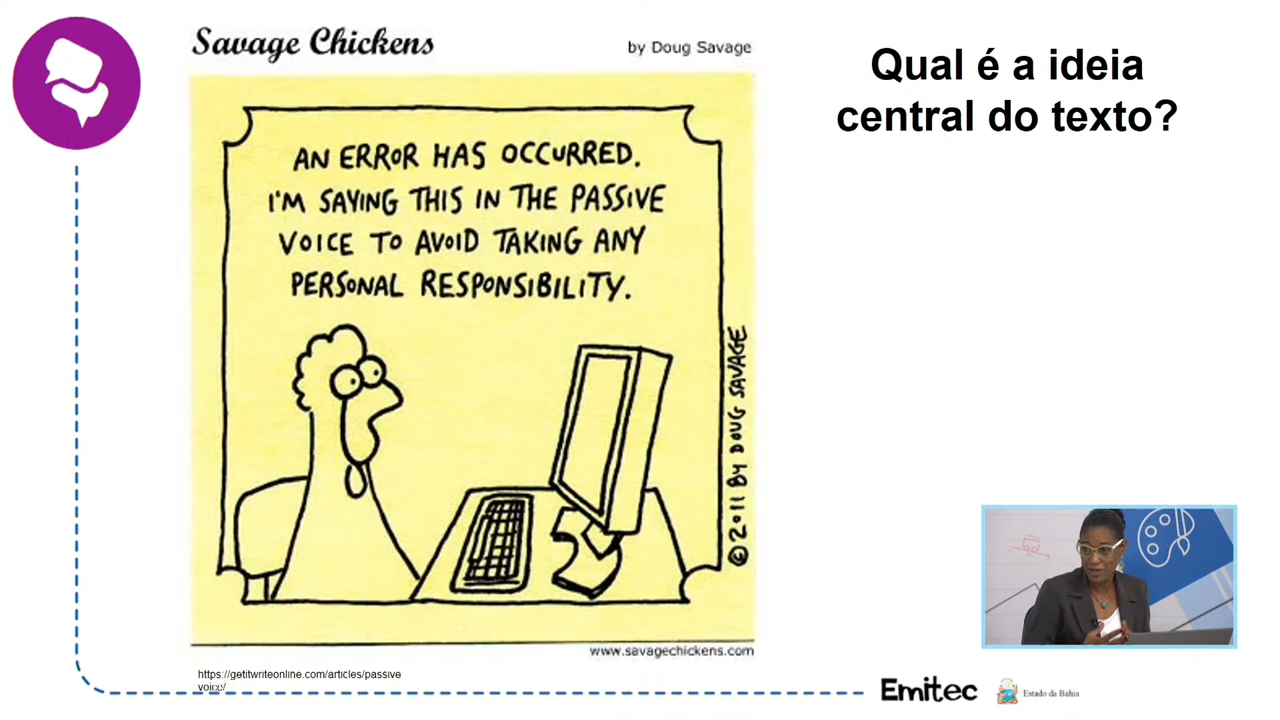 Savage Chickens
by Doug Savage
Qual é a ideia
central do texto?
AN ERROR HAS OCCURRED.
I'M SAYING THIS IN THE PASSIVE
VOICE TO AVOID TAKING ANY
PERSONAL RESPONSIBILITY.
© 2011 BY DOUG SAVAGE
www.savagechickens.com
https://getitwriteonline.com/articles/passive
voice/
Emitec
Estado da Bahia